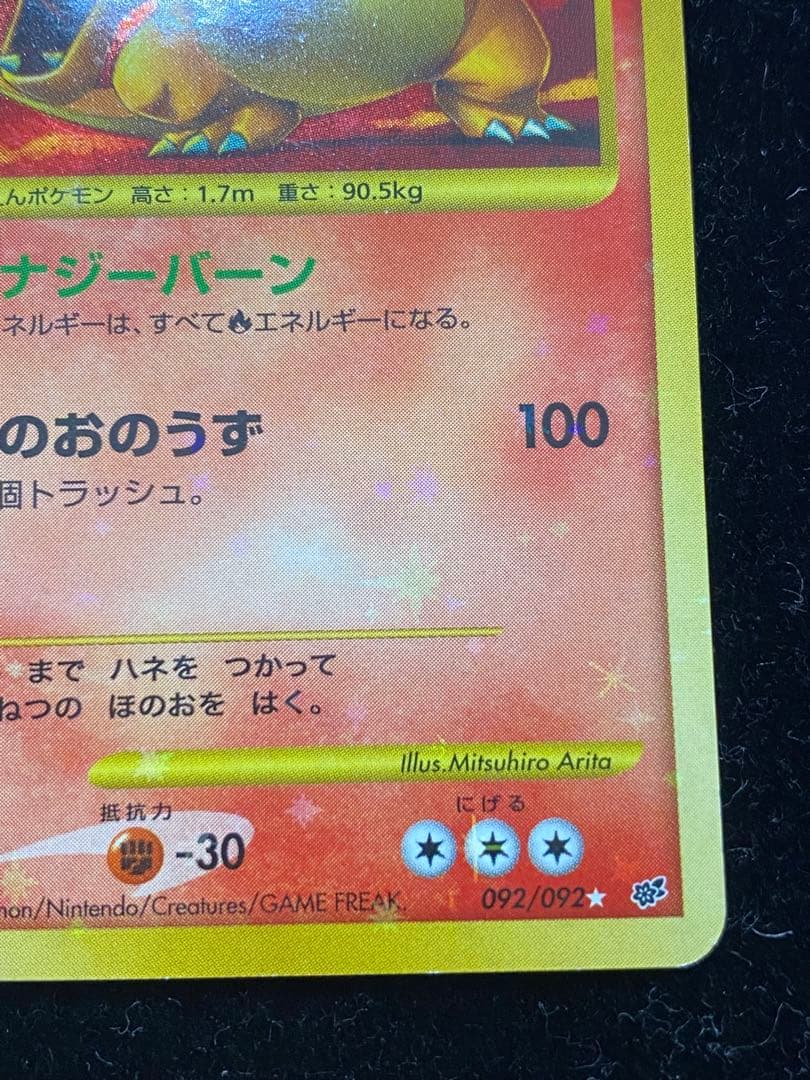 んポケモン 高さ:1.7m 重さ:90.5kg
ナジーバーン
ネルギーは、すべて エネルギーになる。
のおのうず 100
個トラッシュ。
まで ハネを つかって
ねつの ほのおを はく。
Illus.Mitsuhiro Arita
抵抗力 にげる
-30
mon/Nintendo/Creatures/GAME FREAK. 092/092★